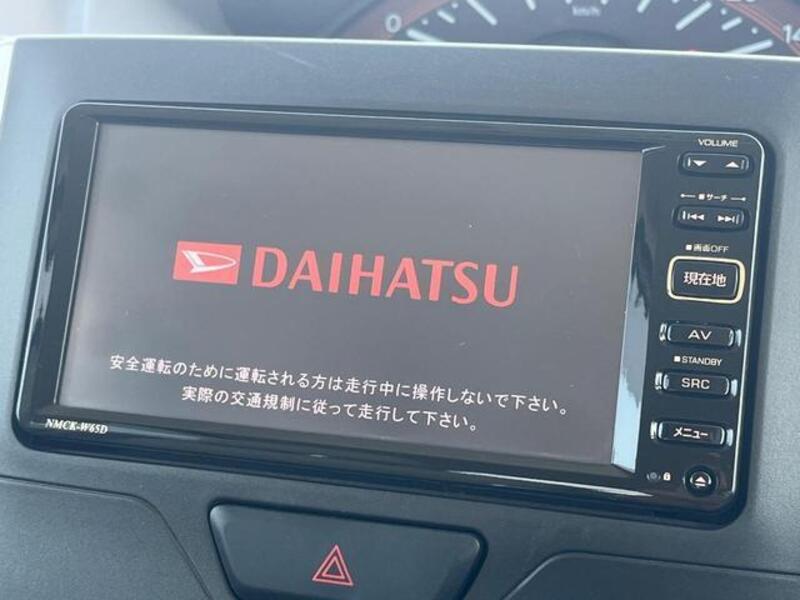 0
km/h
14
VOLUME
サーチ
画面OFF
現在地
AV
STANDBY
SRC
メニュー
DAIHATSU
安全運転のために運転される方は走行中に操作しないで下さい。
実際の交通規制に従って走行して下さい。
NMCK-W65D